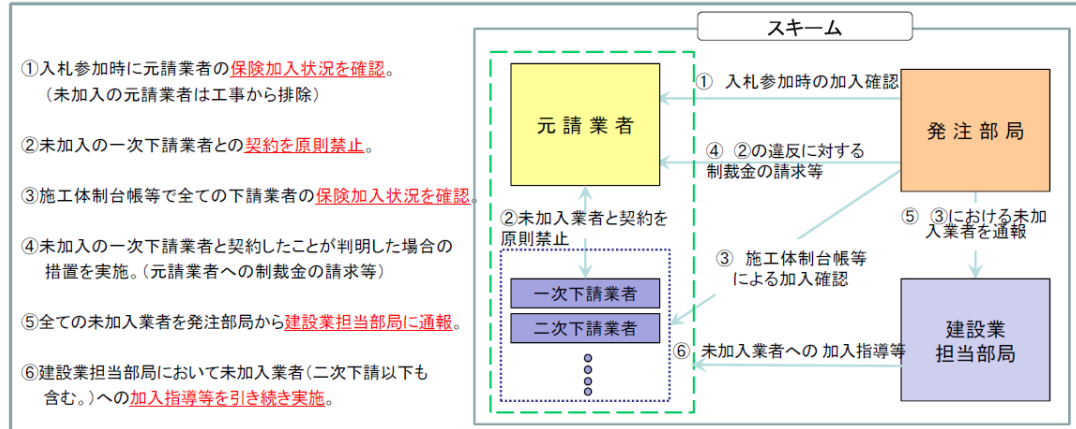 スキーム
①入札参加時に元請業者の保険加入状況を確認。
（未加入の元請業者は工事から排除）
②未加入の一次下請業者との契約を原則禁止。
③施工体制台帳等で全ての下請業者の保険加入状況を確認。
④未加入の一次下請業者と契約したことが判明した場合の
措置を実施。（元請業者への制裁金の請求等）
⑤全ての未加入業者を発注部局から建設業担当部局に通報。
⑥建設業担当部局において未加入業者（二次下請以下も
含む。）への加入指導等を引き続き実施。
元請業者
① 入札参加時の加入確認
発注部局
④ ②の違反に対する
制裁金の請求等
②未加入業者と契約を
原則禁止
⑤ ③における未加
入業者を通報
③ 施工体制台帳等
による加入確認
一次下請業者
二次下請業者
⑥ 未加入業者への 加入指導等
建設業
担当部局